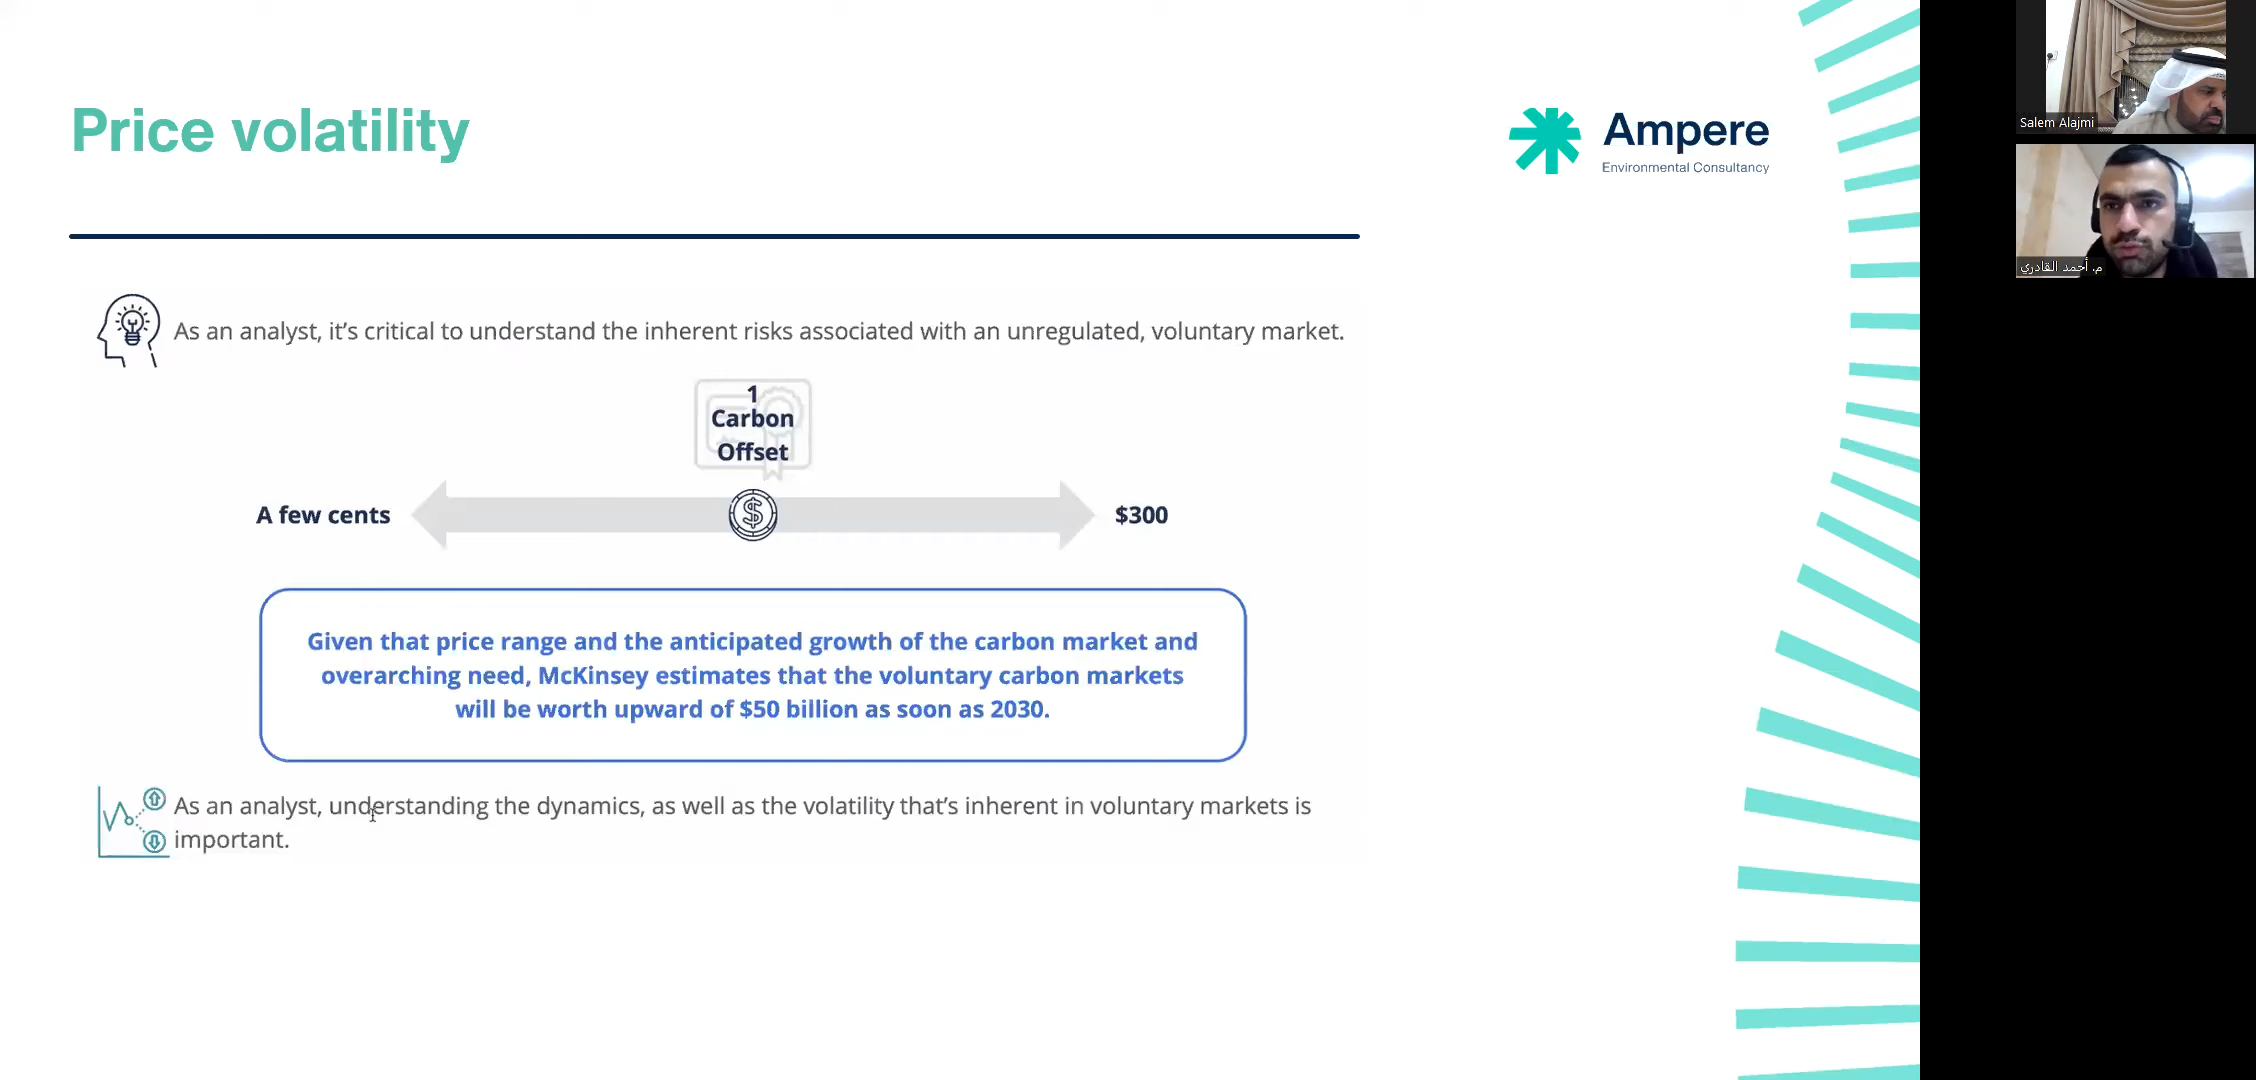 Price volatility
Ampere
Environmental Consultancy
As an analyst, it's critical to understand the inherent risks associated with an unregulated, voluntary market.
1
Carbon
Offset
A few cents
$
$300
Given that price range and the anticipated growth of the carbon market and
overarching need, McKinsey estimates that the voluntary carbon markets
will be worth upward of $50 billion as soon as 2030.
As an analyst, understanding the dynamics, as well as the volatility that's inherent in voluntary markets is
important.
Salem Alajmi
م. أحمد القادري